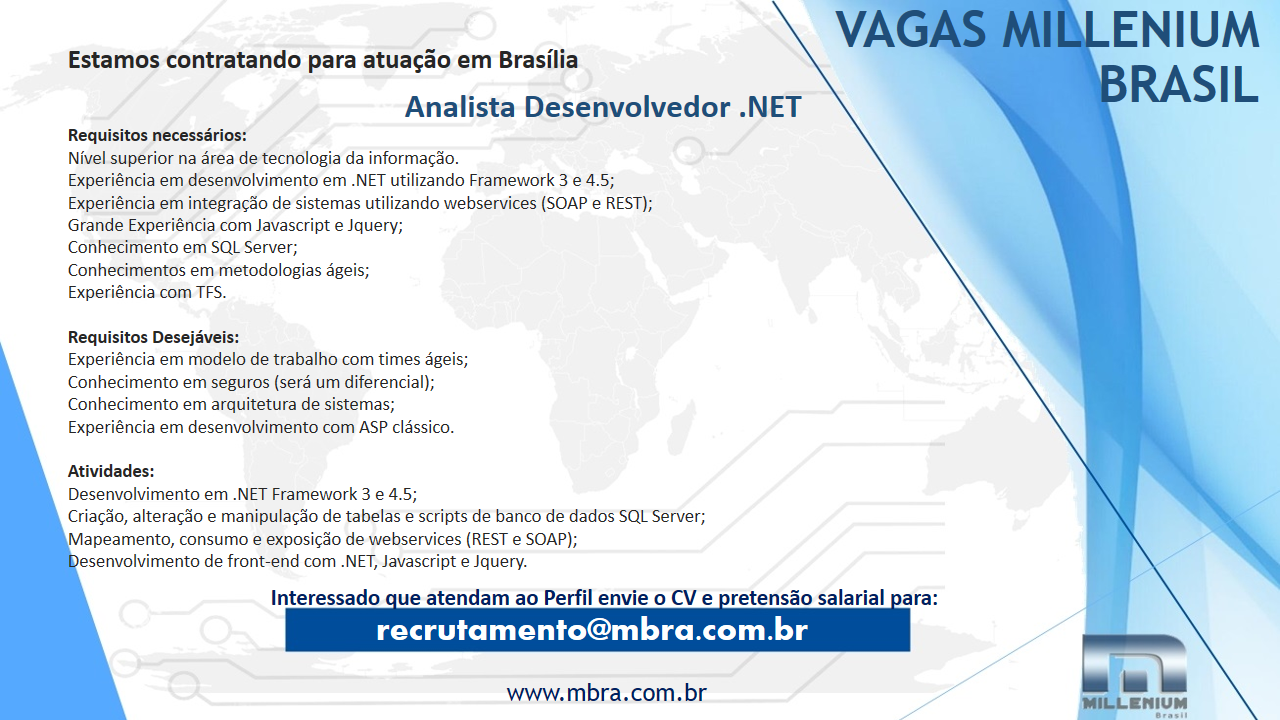 VAGAS MILLENIUM
BRASIL
Estamos contratando para atuação em Brasília
Analista Desenvolvedor .NET
Requisitos necessários:
Nível superior na área de tecnologia da informação.
Experiência em desenvolvimento em .NET utilizando Framework 3 e 4.5;
Experiência em integração de sistemas utilizando webservices (SOAP e REST);
Grande Experiência com Javascript e Jquery;
Conhecimento em SQL Server;
Conhecimentos em metodologias ágeis;
Experiência com TFS.
Requisitos Desejáveis:
Experiência em modelo de trabalho com times ágeis;
Conhecimento em seguros (será um diferencial);
Conhecimento em arquitetura de sistemas;
Experiência em desenvolvimento com ASP clássico.
Atividades:
Desenvolvimento em .NET Framework 3 e 4.5;
Criação, alteração e manipulação de tabelas e scripts de banco de dados SQL Server;
Mapeamento, consumo e exposição de webservices (REST e SOAP);
Desenvolvimento de front-end com .NET, Javascript e Jquery.
Interessado que atendam ao Perfil envie o CV e pretensão salarial para:
recrutamento@mbra.com.br
www.mbra.com.br
MILLENIUM
Brasil